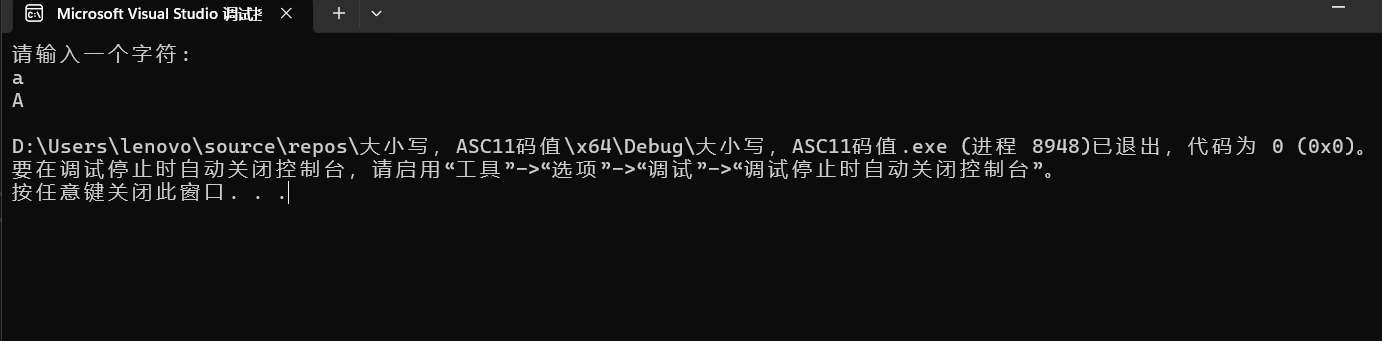 Microsoft Visual Studio 调试
请输入一个字符：
a
A
D:\Users\lenovo\source\repos\大小写，ASC11码值\x64\Debug\大小写，ASC11码值.exe (进程 8948)已退出，代码为 0 (0x0)。
要在调试停止时自动关闭控制台，请启用“工具”->“选项”->“调试”->“调试停止时自动关闭控制台”。
按任意键关闭此窗口. . .